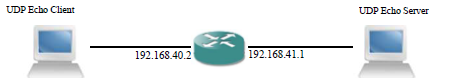 UDP Echo Client
UDP Echo Server
192.168.40.2
192.168.41.1